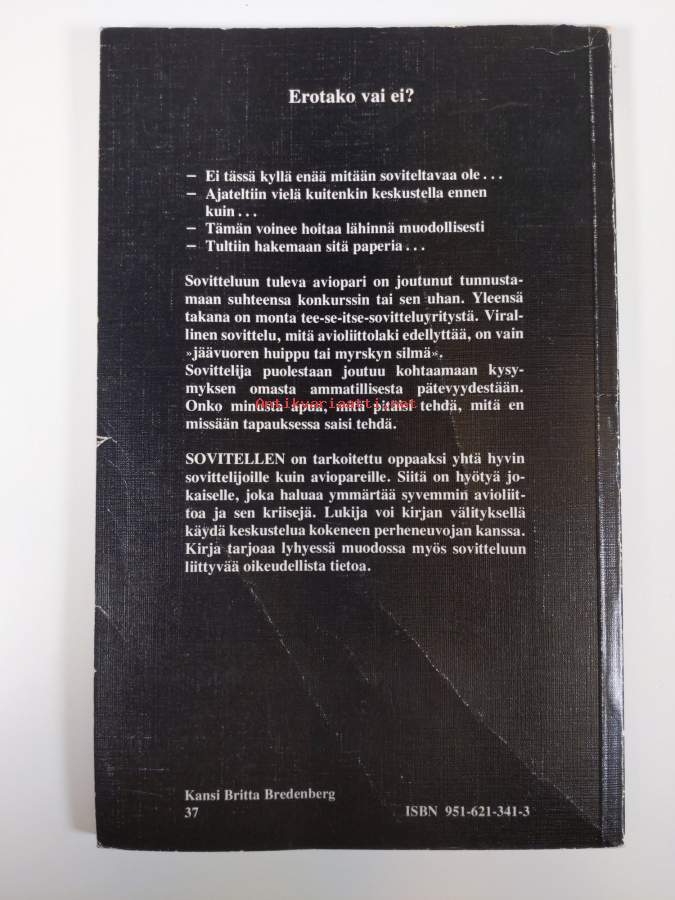 Erotako vai ei?
– Ei tässä kyllä enää mitään soviteltavaa ole . . .
– Ajateltiin vielä kuitenkin keskustella ennen
kuin . . .
– Tämän voinee hoitaa lähinnä muodollisesti
– Tultiin hakemaan sitä paperia . . .
Sovitteluun tuleva aviopari on joutunut tunnusta-
maan suhteensa konkurssin tai sen uhan. Yleensä
takana on monta tee-se-itse-sovitteluyritystä. Viral-
linen sovittelu, mitä avioliittolaki edellyttää, on vain
»jäävuoren huippu tai myrskyn silmä».
Sovittelija puolestaan joutuu kohtaamaan kysy-
myksen omasta ammatillisesta pätevyydestään.
Onko minusta apua, mitä pitäisi tehdä, mitä en
Antikvariaatti.net
missään tapauksessa saisi tehdä.
SOVITELLEN on tarkoitettu oppaaksi yhtä hyvin
sovittelijoille kuin aviopareille. Siitä on hyötyä jo-
kaiselle, joka haluaa ymmärtää syvemmin avioliit-
toa ja sen kriisejä. Lukija voi kirjan välityksellä
käydä keskustelua kokeneen perheneuvojan kanssa.
Kirja tarjoaa lyhyessä muodossa myös sovitteluun
liittyvää oikeudellista tietoa.
Kansi Britta Bredenberg
37 ISBN 951-621-341-3